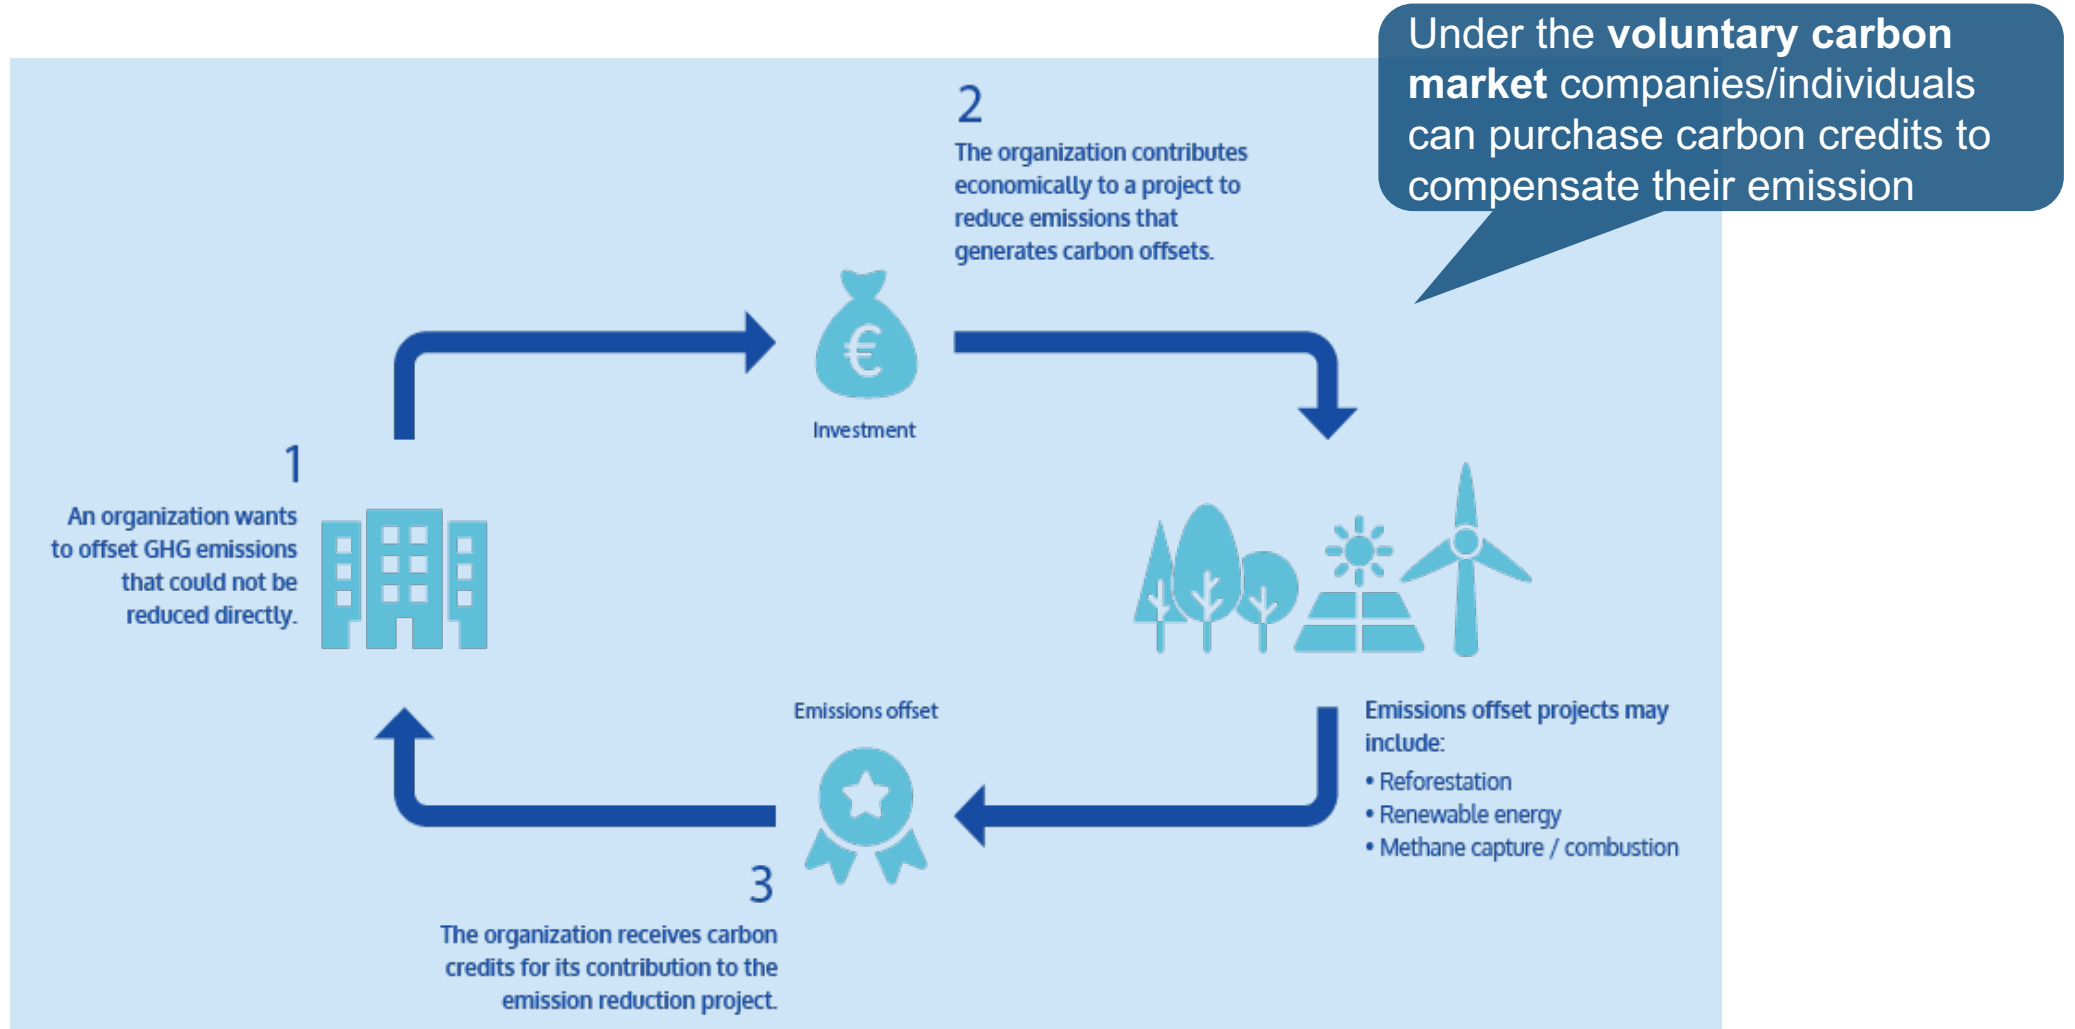 Under the voluntary carbon
market companies/individuals
can purchase carbon credits to
compensate their emission
2
The organization contributes
economically to a project to
reduce emissions that
generates carbon offsets.
€
Investment
1
An organization wants
to offset GHG emissions
that could not be
reduced directly.
Emissions offset
Emissions offset projects may
include:
• Reforestation
• Renewable energy
• Methane capture / combustion
3
The organization receives carbon
credits for its contribution to the
emission reduction project.